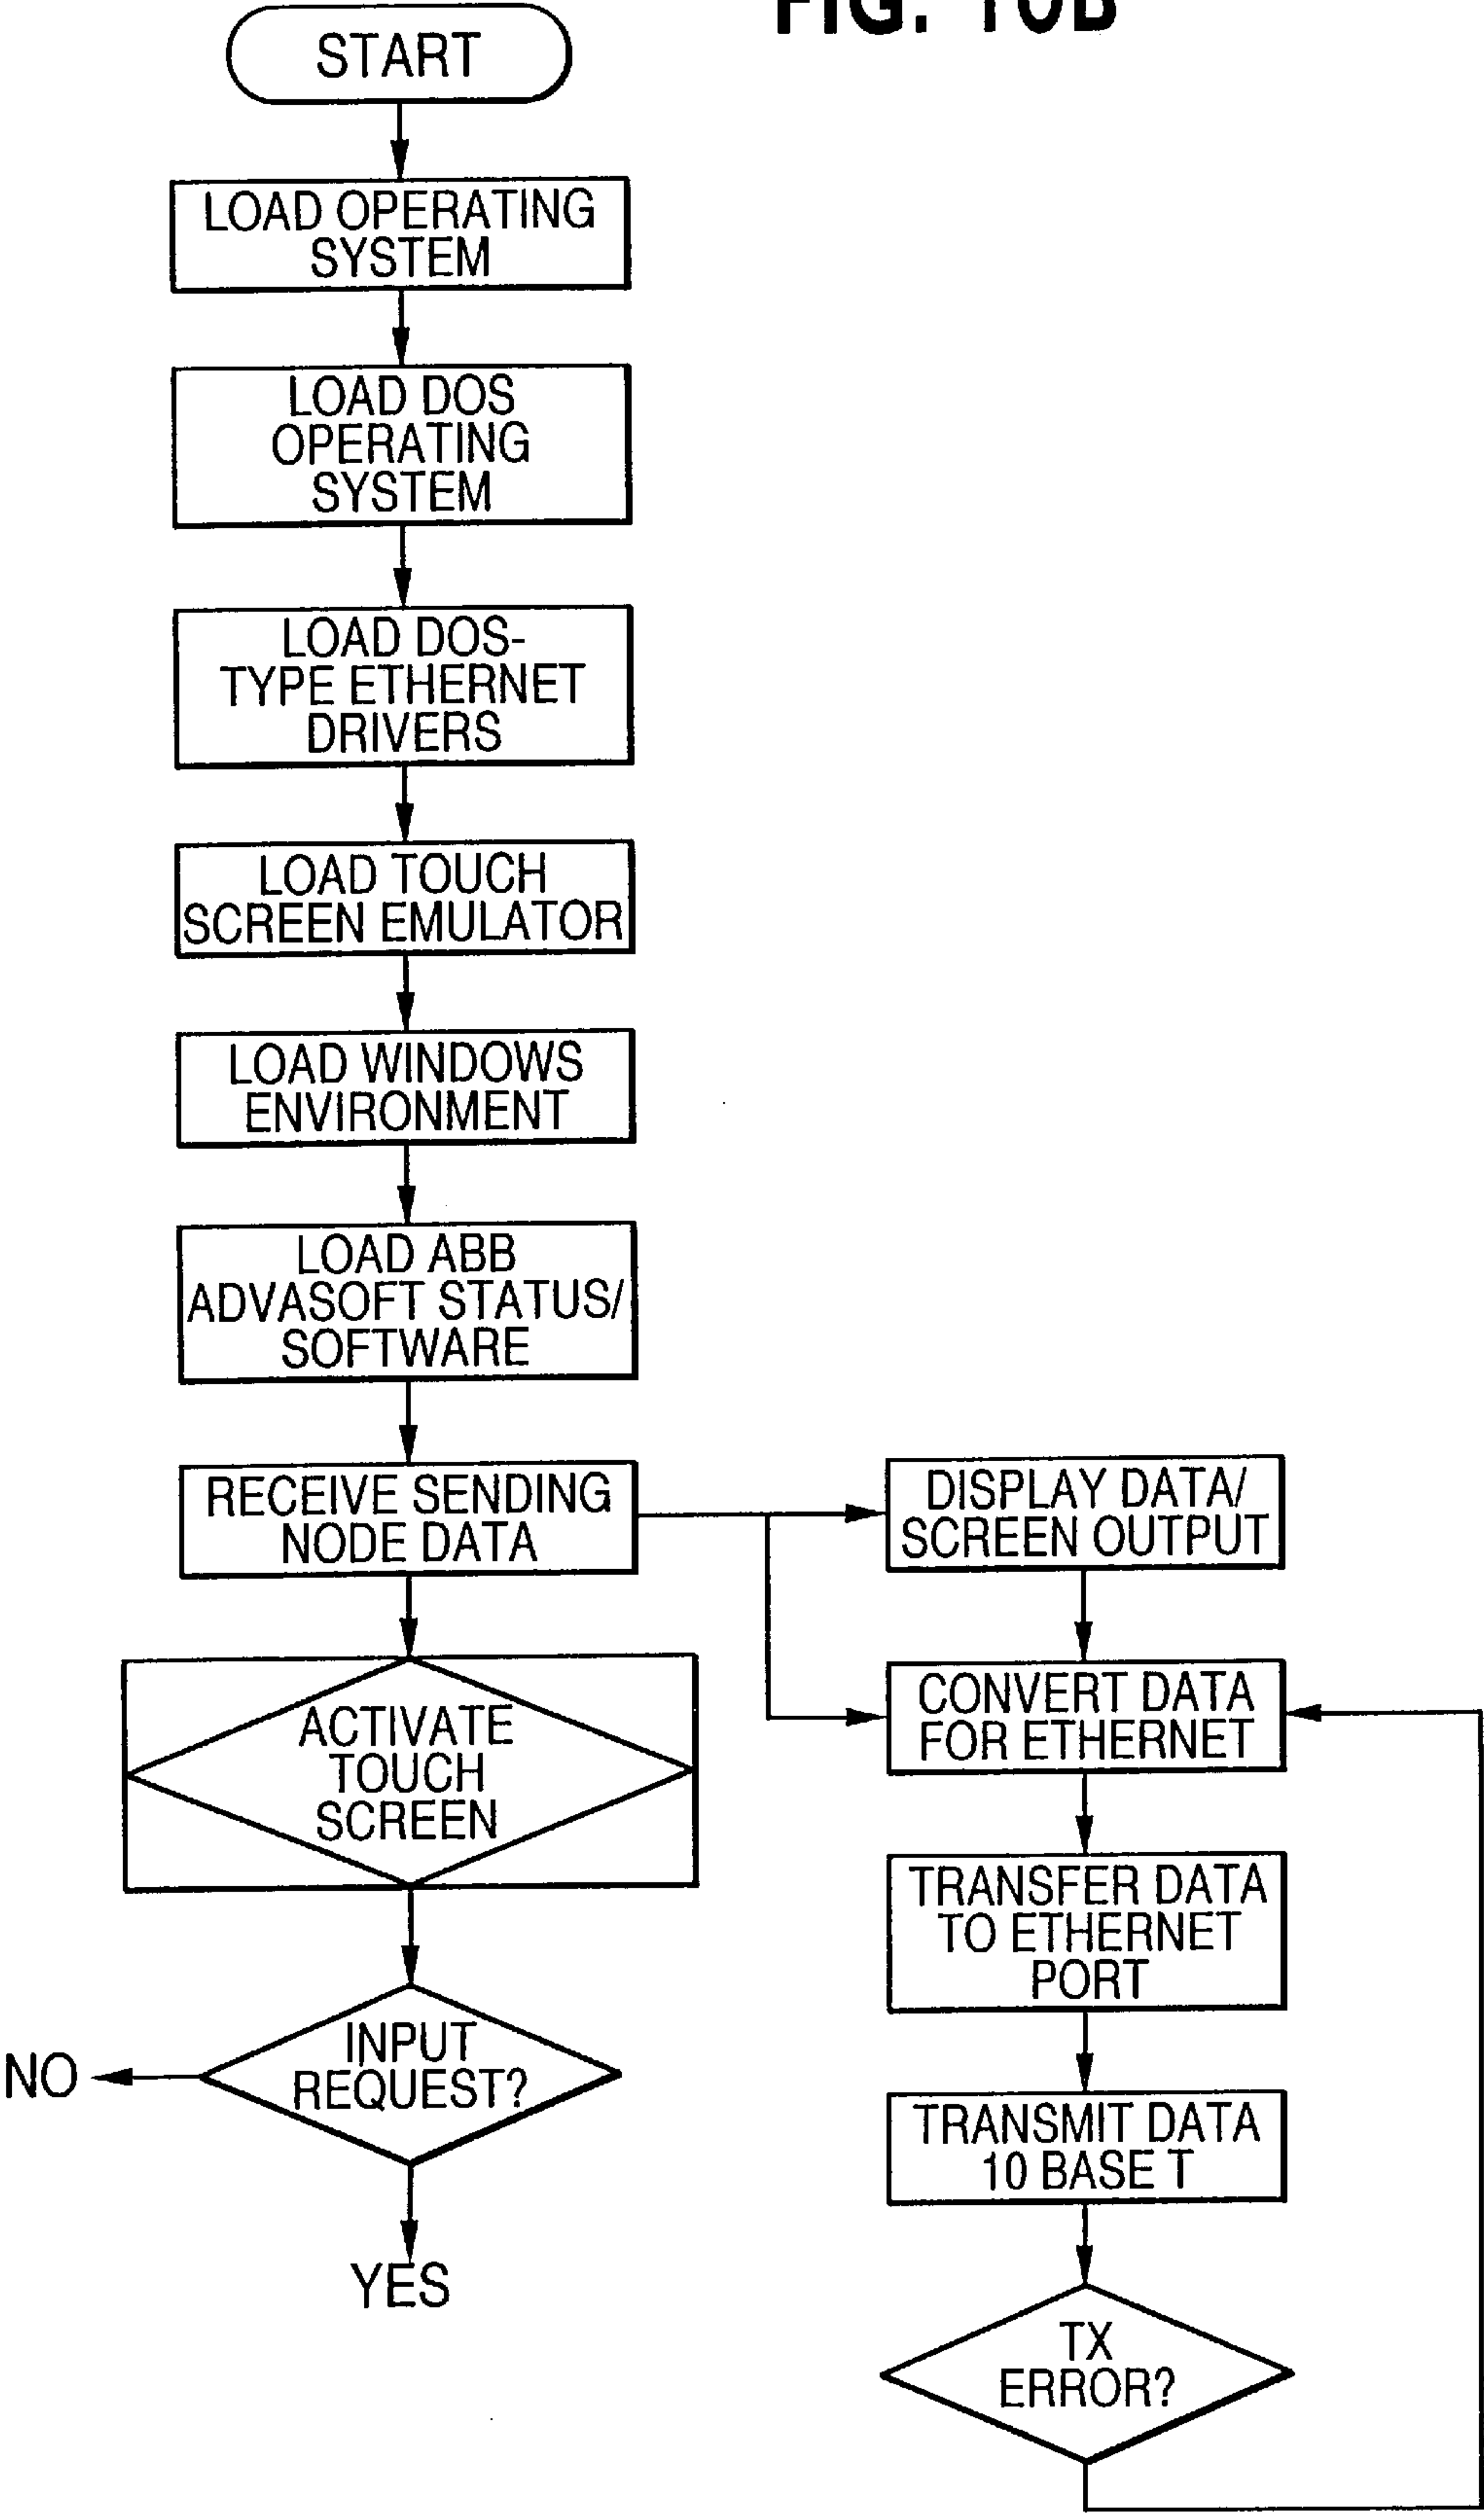 FIG. 10B
START
LOAD OPERATING
SYSTEM
LOAD DOS
OPERATING
SYSTEM
LOAD DOS-
TYPE ETHERNET
DRIVERS
LOAD TOUCH
SCREEN EMULATOR
LOAD WINDOWS
ENVIRONMENT
LOAD ABB
ADVASOFT STATUS/
SOFTWARE
RECEIVE SENDING
NODE DATA
ACTIVATE
TOUCH
SCREEN
INPUT
REQUEST?
NO
YES
DISPLAY DATA/
SCREEN OUTPUT
CONVERT DATA
FOR ETHERNET
TRANSFER DATA
TO ETHERNET
PORT
TRANSMIT DATA
10 BASE T
TX
ERROR?